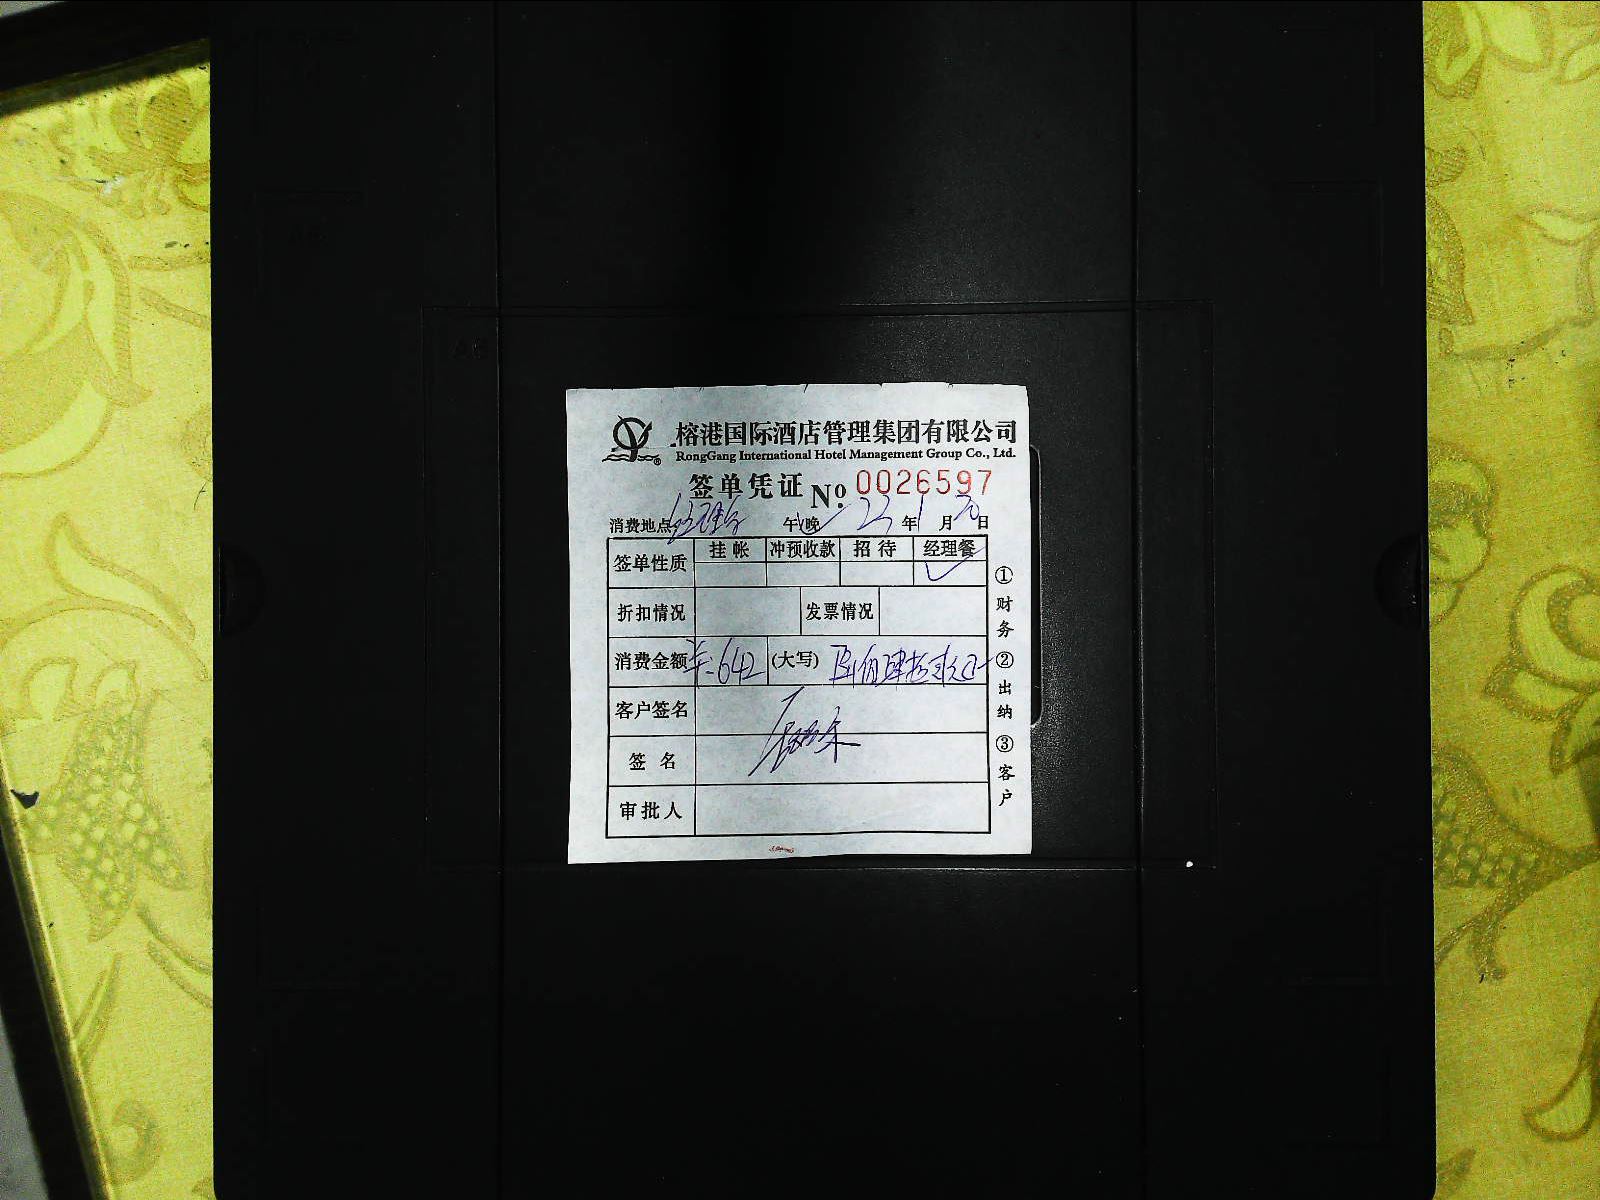 榕港国际酒店管理集团有限公司
RongGang International Hotel Management Group Co., Ltd.
签单凭证 № 0026597
消费地点 午 晚 年 1 月 日
签单性质 挂帐 冲预收款 招待 经理餐
✓
折扣情况 发票情况
消费金额 642 (大写) 佰肆拾
客户签名
签名
审批人
①财务 ②出纳 ③客户